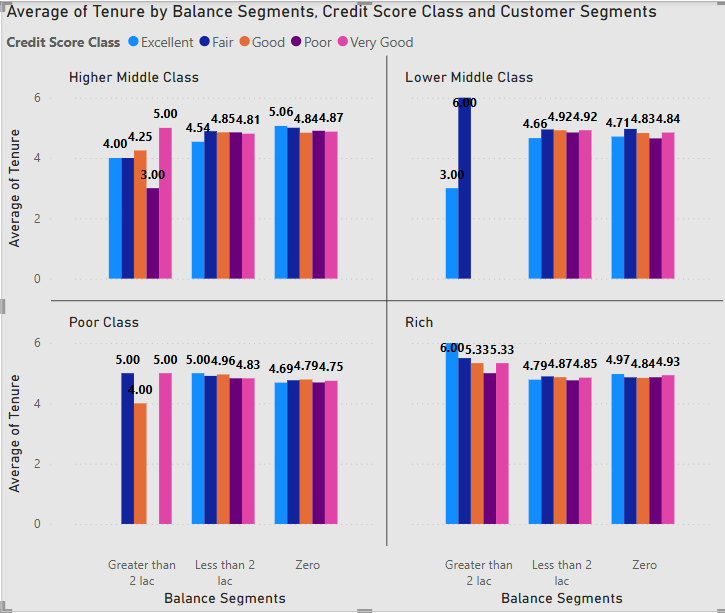 Average of Tenure by Balance Segments, Credit Score Class and Customer Segments
Credit Score Class Excellent Fair Good Poor Very Good
Higher Middle Class
Average of Tenure
6
4
2
0
4.00
4.25
3.00
5.00
4.54
4.85
4.81
5.06
4.84
4.87
Lower Middle Class
3.00
6.00
4.66
4.92
4.92
4.71
4.83
4.84
Poor Class
Average of Tenure
6
4
2
0
5.00
4.00
5.00
5.00
4.96
4.83
4.69
4.79
4.75
Greater than
2 lac
Less than 2
lac
Zero
Balance Segments
Rich
6.00
5.33
5.33
4.79
4.87
4.85
4.97
4.84
4.93
Greater than
2 lac
Less than 2
lac
Zero
Balance Segments